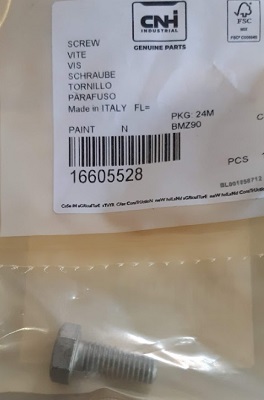 CNH
INDUSTRIAL
GENUINE PARTS
FSC
SCREW
VITE
VIS
SCHRAUBE
TORNILLO
PARAFUSO
Made in ITALY FL=
PKG: 24M
PAINT N
BMZ90
PCS
16605528